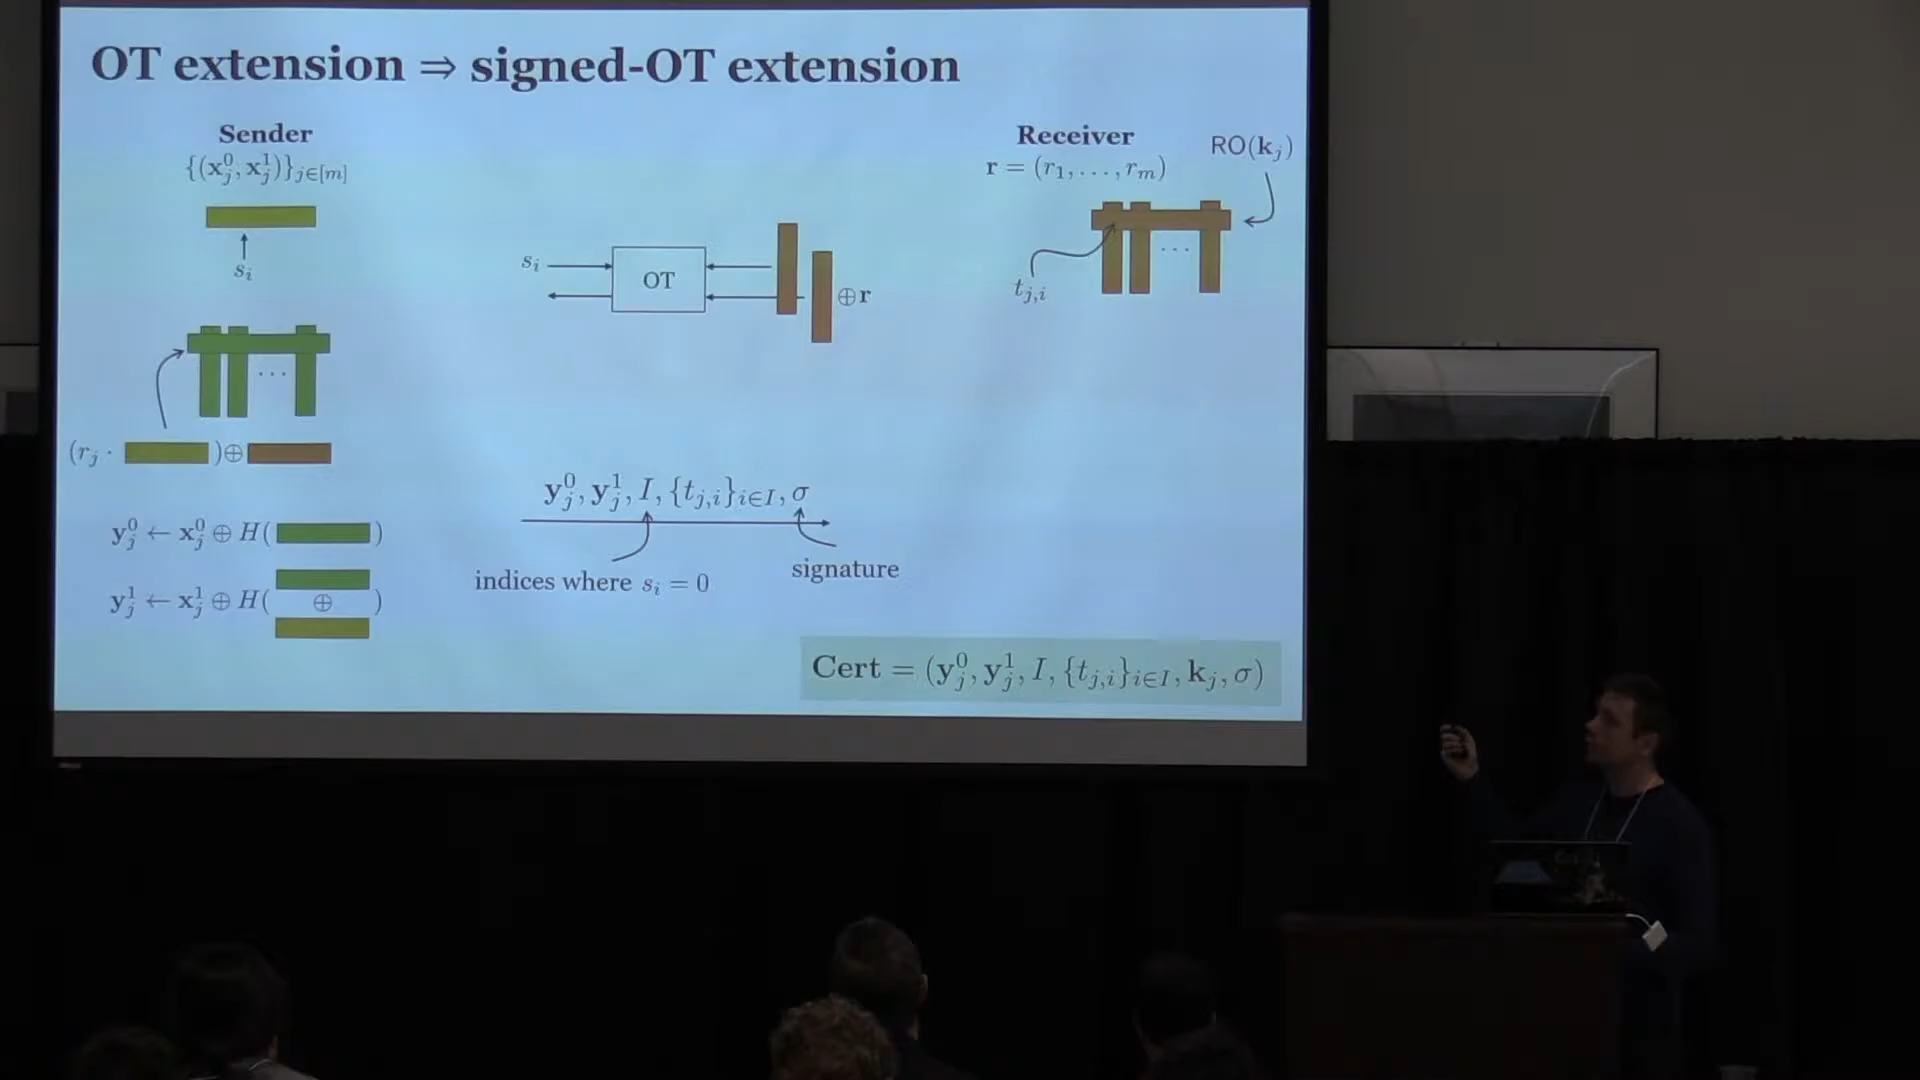 OT extension ⇒ signed-OT extension
Sender
{(x_j^0, x_j^1)}_{j∈[m]}
s_i
(r_j · )⊕
y_j^0 ← x_j^0 ⊕ H( )
y_j^1 ← x_j^1 ⊕ H( ⊕ )
s_i
OT
⊕r
y_j^0, y_j^1, I, {t_{j,i}}_{i∈I}, σ
indices where s_i = 0
signature
Receiver
r = (r_1, . . . , r_m)
RO(k_j)
. . .
t_{j,i}
. . .
Cert = (y_j^0, y_j^1, I, {t_{j,i}}_{i∈I}, k_j, σ)